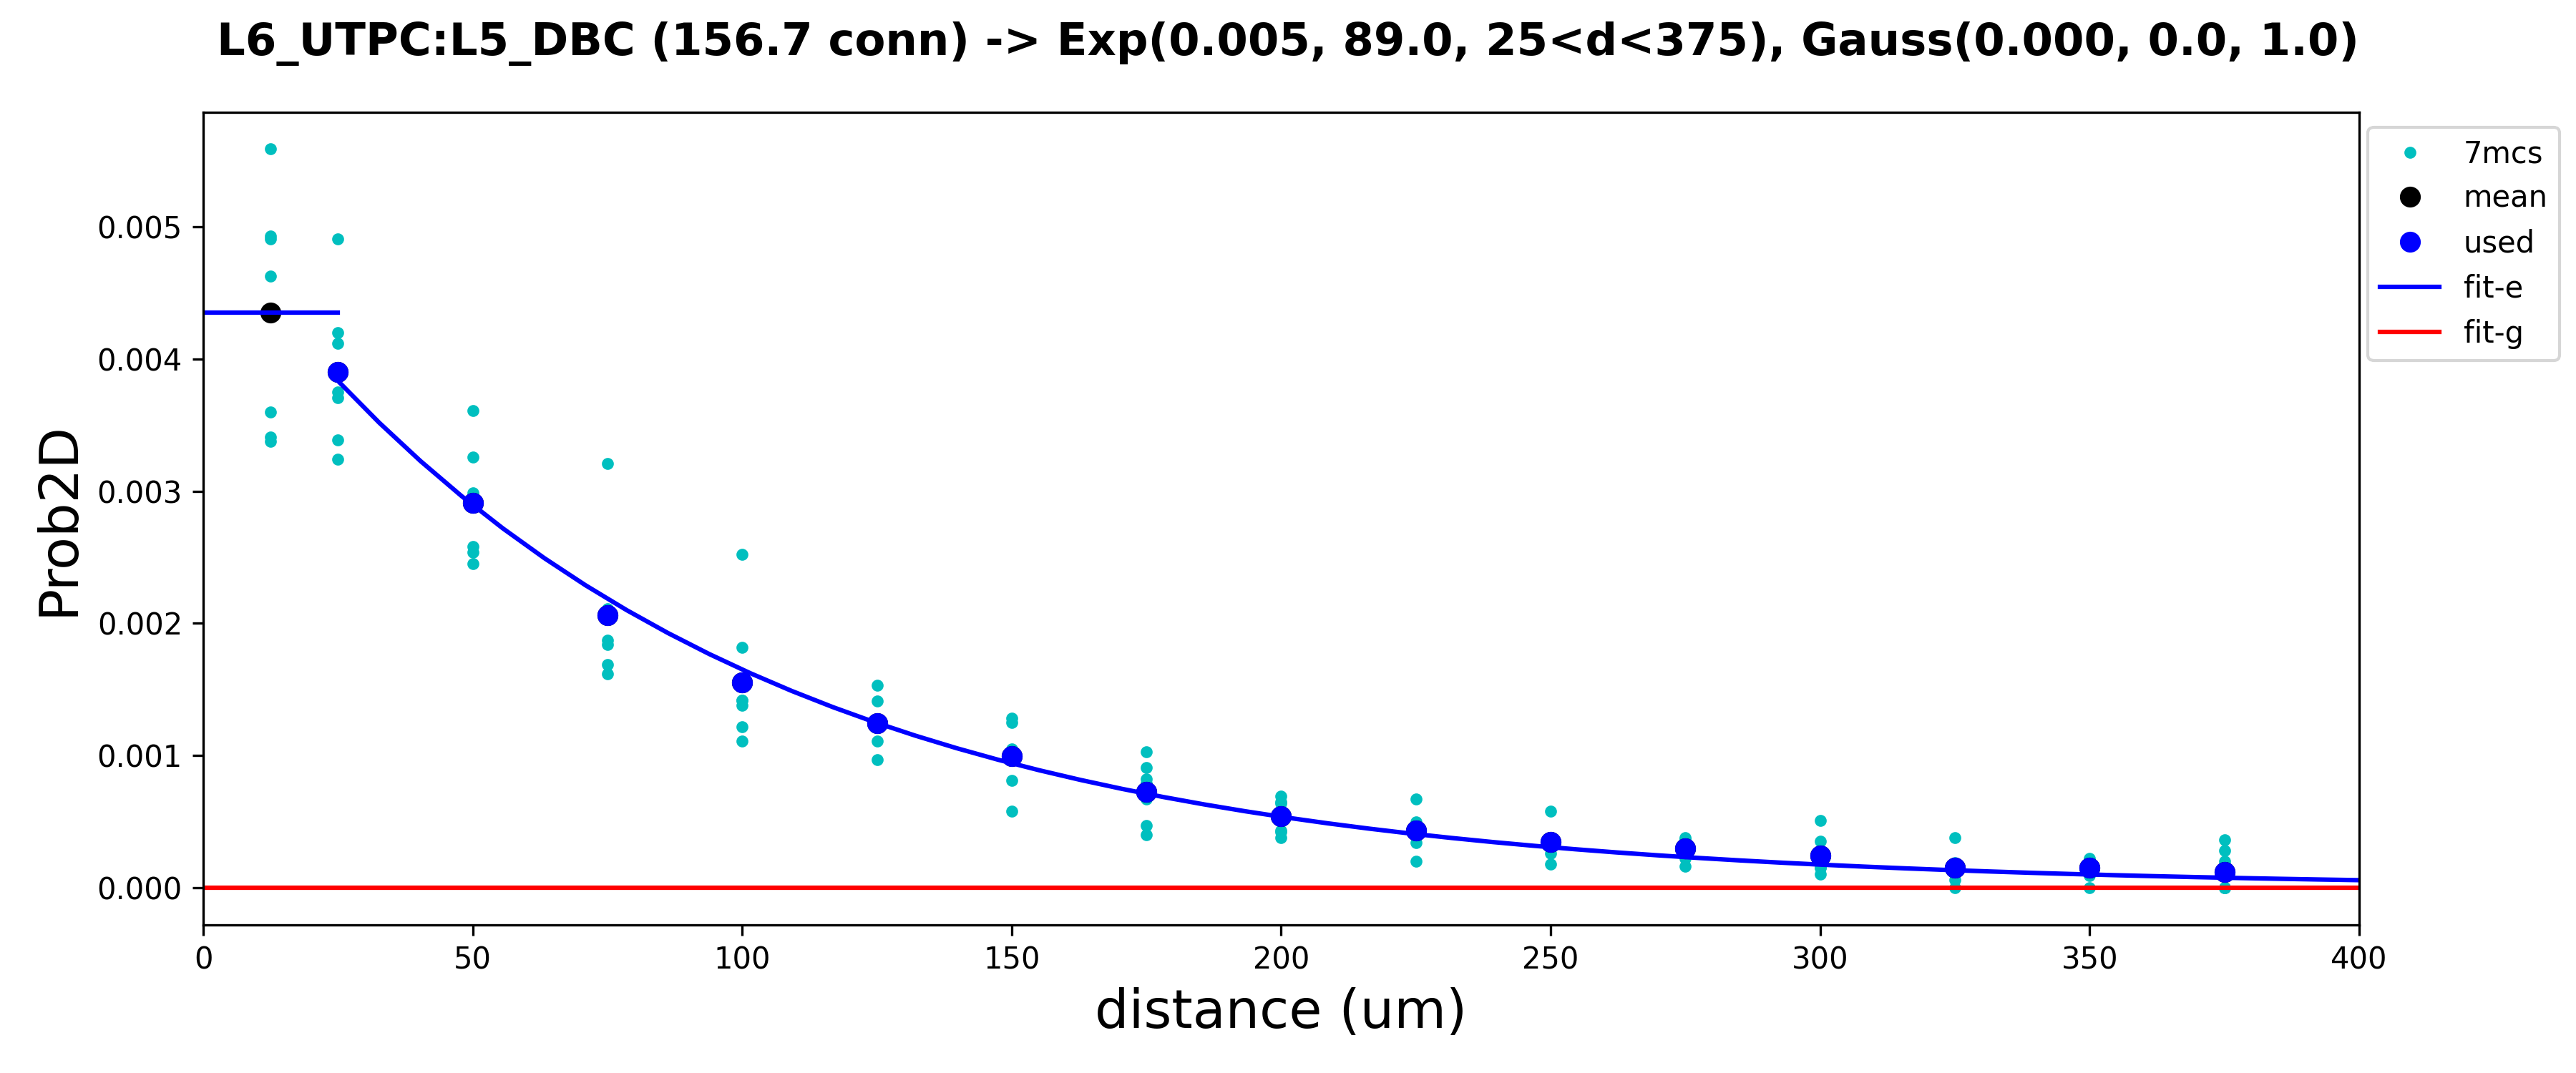 L6_UTPC:L5_DBC (156.7 conn) -> Exp(0.005, 89.0, 25<d<375), Gauss(0.000, 0.0, 1.0)
7mcs
mean
used
fit-e
fit-g
Prob2D
0.005
0.004
0.003
0.002
0.001
0.000
0 50 100 150 200 250 300 350 400
distance (um)